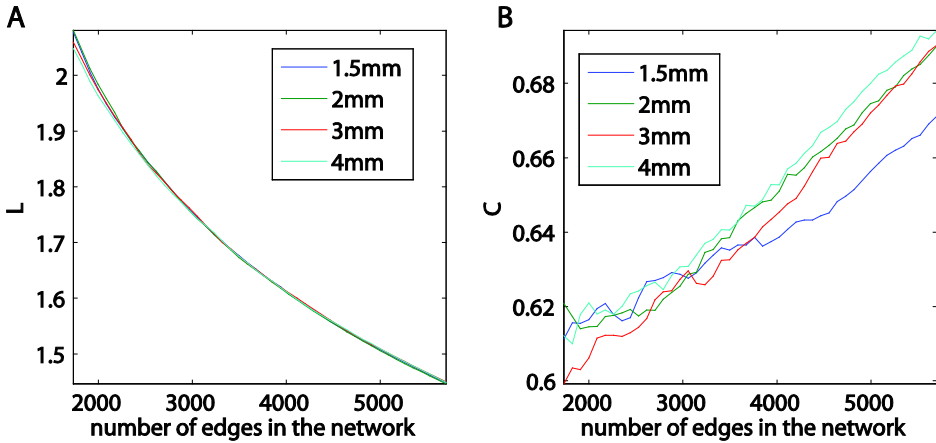 A
L
2
1.9
1.8
1.7
1.6
1.5
1.5mm
2mm
3mm
4mm
2000 3000 4000 5000
number of edges in the network
B
C
0.68
0.66
0.64
0.62
0.6
1.5mm
2mm
3mm
4mm
2000 3000 4000 5000
number of edges in the network